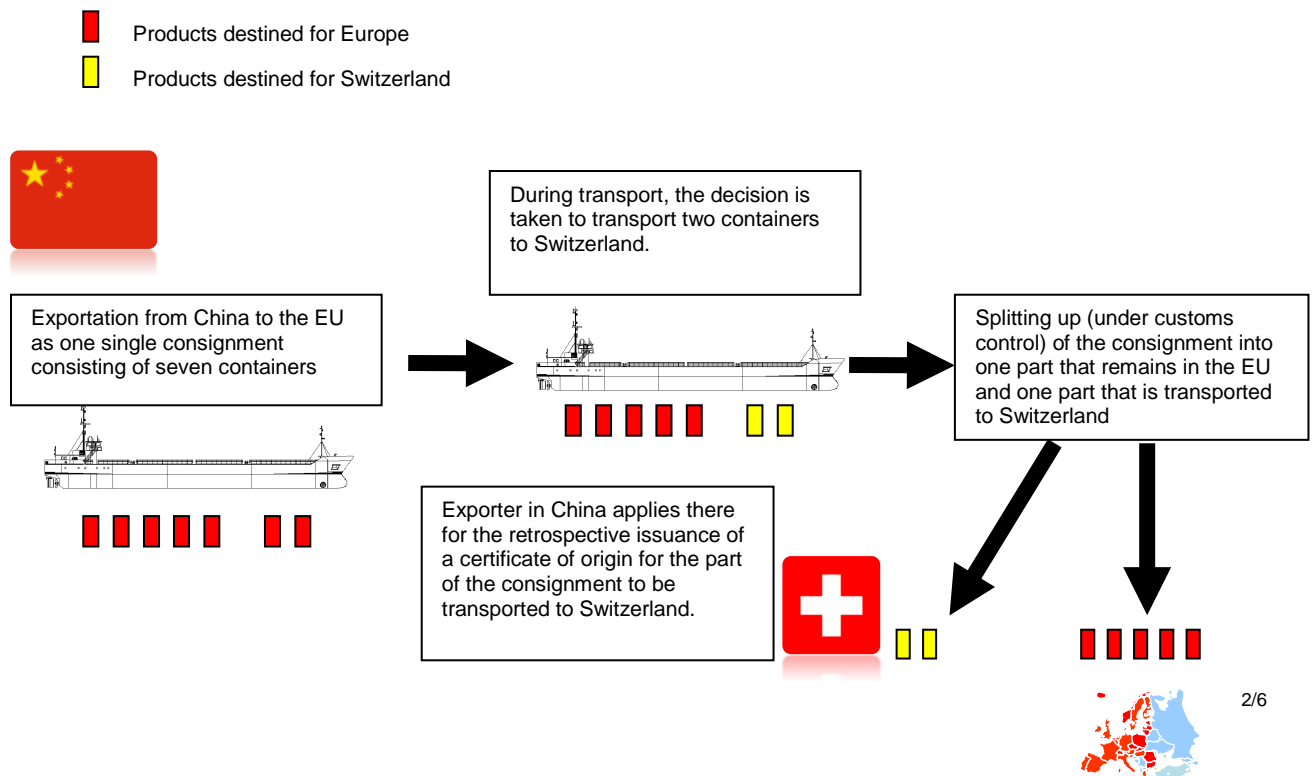 Products destined for Europe
Products destined for Switzerland
During transport, the decision is
taken to transport two containers
to Switzerland.
Exportation from China to the EU
as one single consignment
consisting of seven containers
Splitting up (under customs
control) of the consignment into
one part that remains in the EU
and one part that is transported
to Switzerland
Exporter in China applies there
for the retrospective issuance of
a certificate of origin for the part
of the consignment to be
transported to Switzerland.
2/6